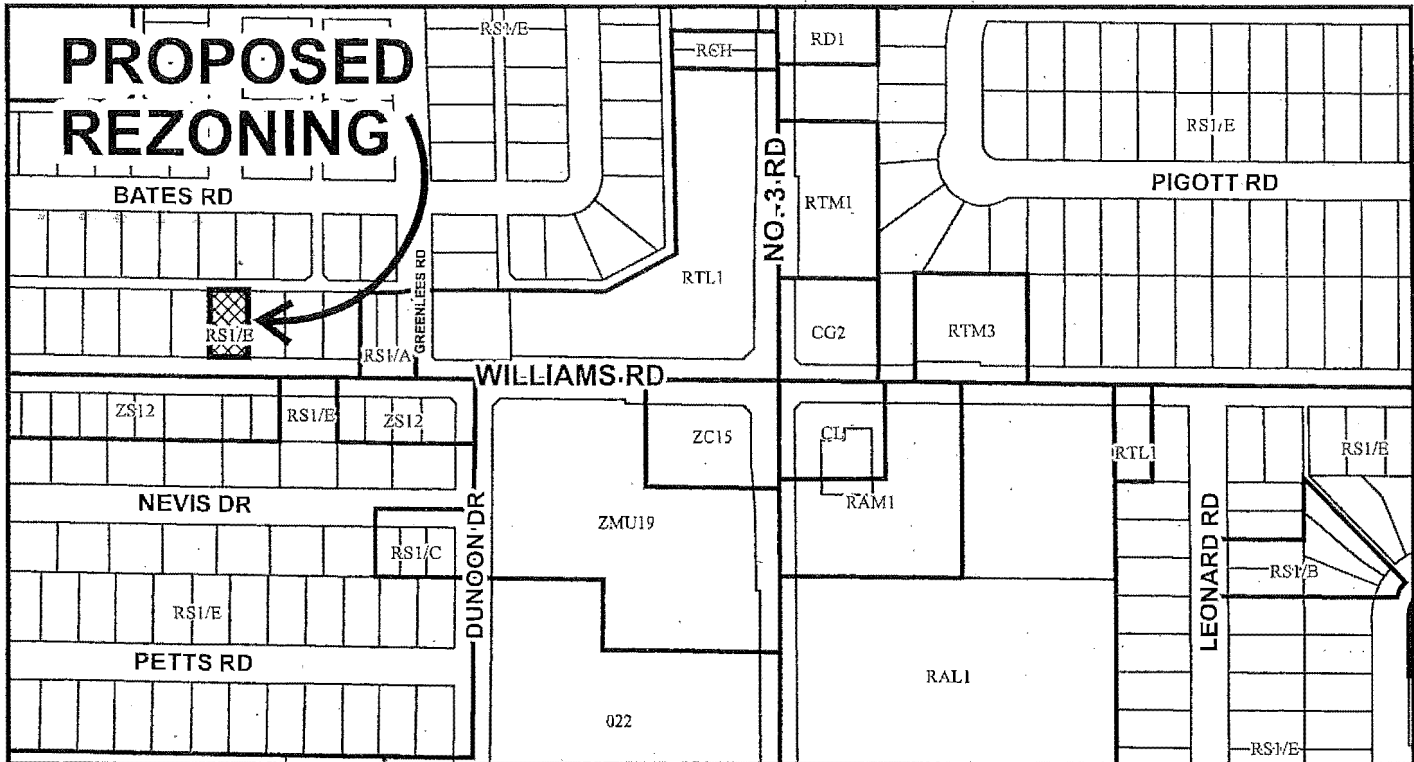 PROPOSED
REZONING
RS1/E
RCH
RD1
RS1/E
BATES RD
NO. 3 RD
RTM1
PIGOTT RD
RTL1
GREENLEES RD
RS1/E
RS1/A
CG2
RTM3
WILLIAMS RD
ZS12
RS1/E
ZS12
ZC15
CL
RTL1
RS1/E
NEVIS DR
DUNOON DR
ZMU19
RAM1
LEONARD RD
RS1/C
RS1/B
RS1/E
PETTS RD
RAL1
022
RS1/E